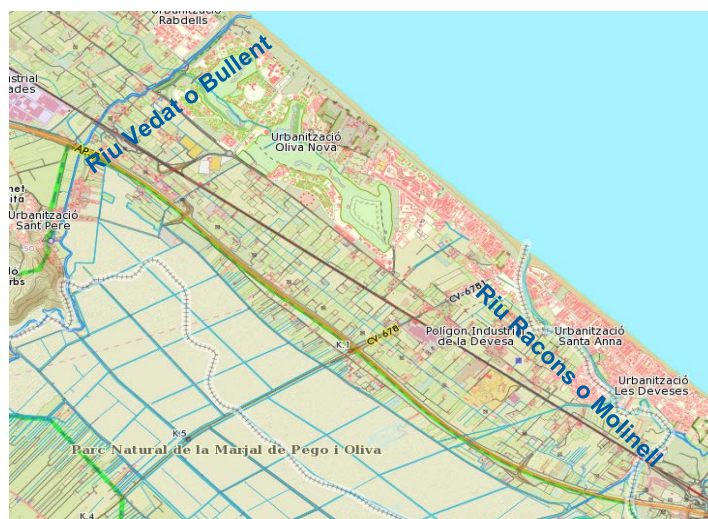 Urbanització
Rabdells
Riu Vedat o Bullent
Urbanització
Oliva Nova
AP
Urbanització
Sant Pere
CV-6781
Riu Racons o Molinell
CV-678
K.1
Polígon Industrial
de la Devesa
Urbanització
Santa Anna
Urbanització
Les Deveses
K.5
Parc Natural de la Marjal de Pego i Oliva
K.4